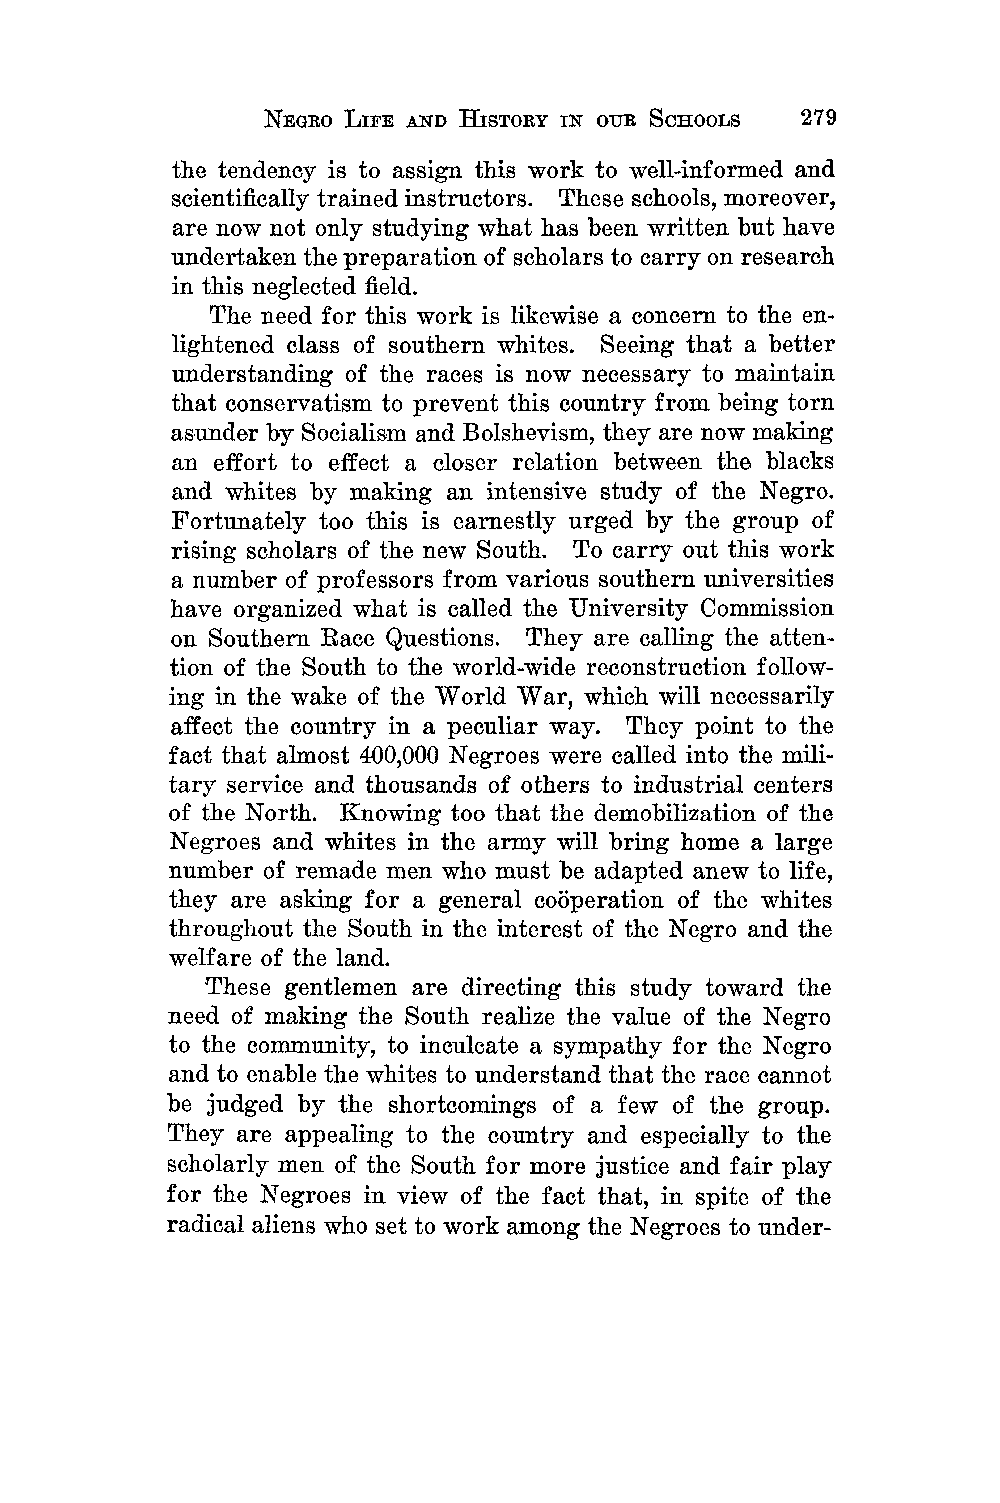 NEGRO LIFE AND HISTORY IN OUR SCHOOLS 279
the tendency is to assign this work to well-informed and
scientifically trained instructors. These schools, moreover,
are now not only studying what has been written but have
undertaken the preparation of scholars to carry on research
in this neglected field.
The need for this work is likewise a concern to the en-
lightened class of southern whites. Seeing that a better
understanding of the races is now necessary to maintain
that conservatism to prevent this country from being torn
asunder by Socialism and Bolshevism, they are now making
an effort to effect a closer relation between the blacks
and whites by making an intensive study of the Negro.
Fortunately too this is earnestly urged by the group of
rising scholars of the new South. To carry out this work
a number of professors from various southern universities
have organized what is called the University Commission
on Southern Race Questions. They are calling the atten-
tion of the South to the world-wide reconstruction follow-
ing in the wake of the World War, which will necessarily
affect the country in a peculiar way. They point to the
fact that almost 400,000 Negroes were called into the mili-
tary service and thousands of others to industrial centers
of the North. Knowing too that the demobilization of the
Negroes and whites in the army will bring home a large
number of remade men who must be adapted anew to life,
they are asking for a general coöperation of the whites
throughout the South in the interest of the Negro and the
welfare of the land.
These gentlemen are directing this study toward the
need of making the South realize the value of the Negro
to the community, to inculcate a sympathy for the Negro
and to enable the whites to understand that the race cannot
be judged by the shortcomings of a few of the group.
They are appealing to the country and especially to the
scholarly men of the South for more justice and fair play
for the Negroes in view of the fact that, in spite of the
radical aliens who set to work among the Negroes to under-